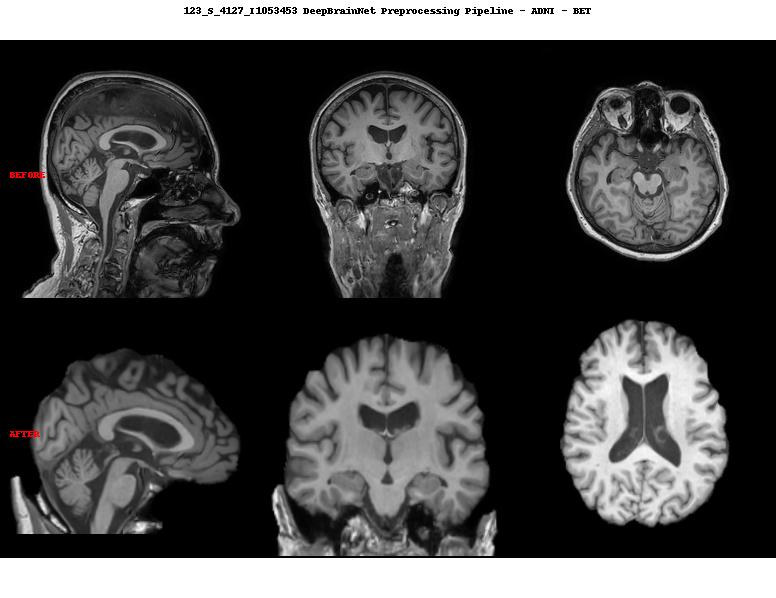 123_S_4127_I1053453 DeepBrainNet Preprocessing Pipeline - ADNI - BET
BEFORE
AFTER